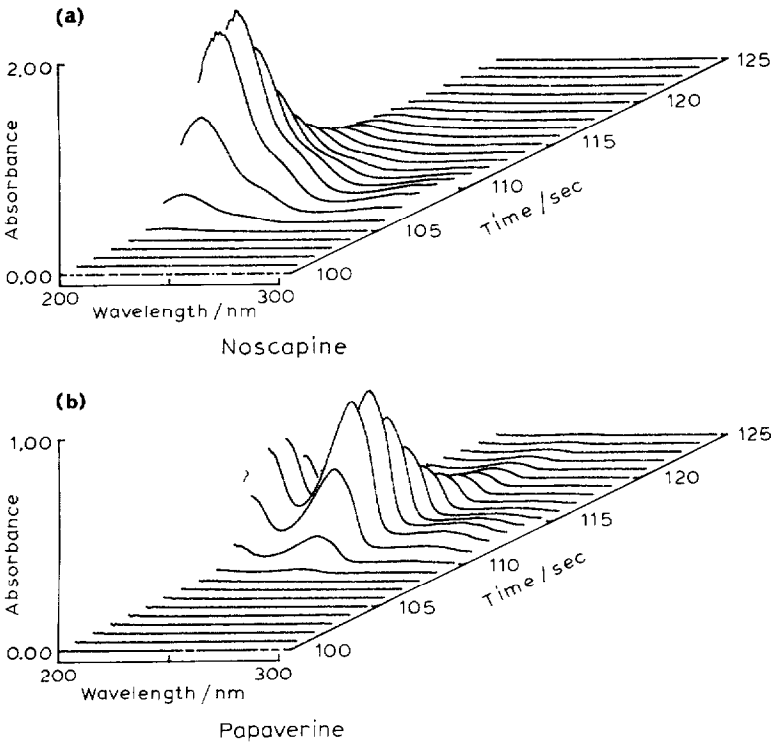 (a)
2.00
Absorbance
0.00
200
300
Wavelength/nm
100
105
110
115
120
125
Time/sec
Noscapine
(b)
1.00
Absorbance
0.00
200
300
Wavelength/nm
100
105
110
115
120
125
Time/sec
Papaverine